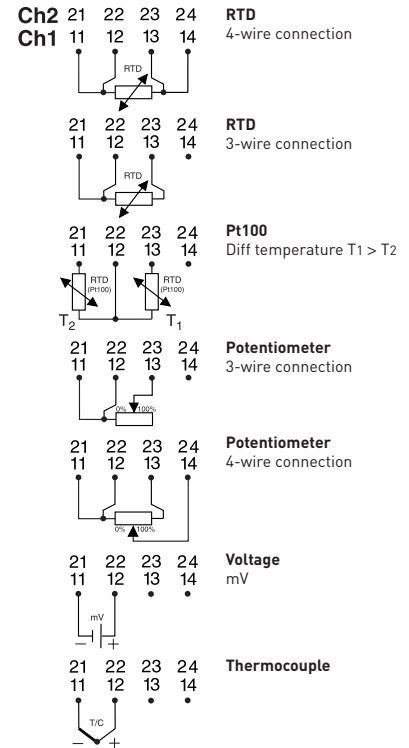 Ch2 21 22 23 24 RTD
Ch1 11 12 13 14 4-wire connection
RTD
21 22 23 24 RTD
11 12 13 14 3-wire connection
RTD
21 22 23 24 Pt100
11 12 13 14 Diff temperature T1 > T2
RTD RTD
(Pt100) (Pt100)
T2 T1
21 22 23 24 Potentiometer
11 12 13 14 3-wire connection
0% 100%
21 22 23 24 Potentiometer
11 12 13 14 4-wire connection
0% 100%
21 22 23 24 Voltage
11 12 13 14 mV
mV
− +
21 22 23 24 Thermocouple
11 12 13 14
T/C
− +